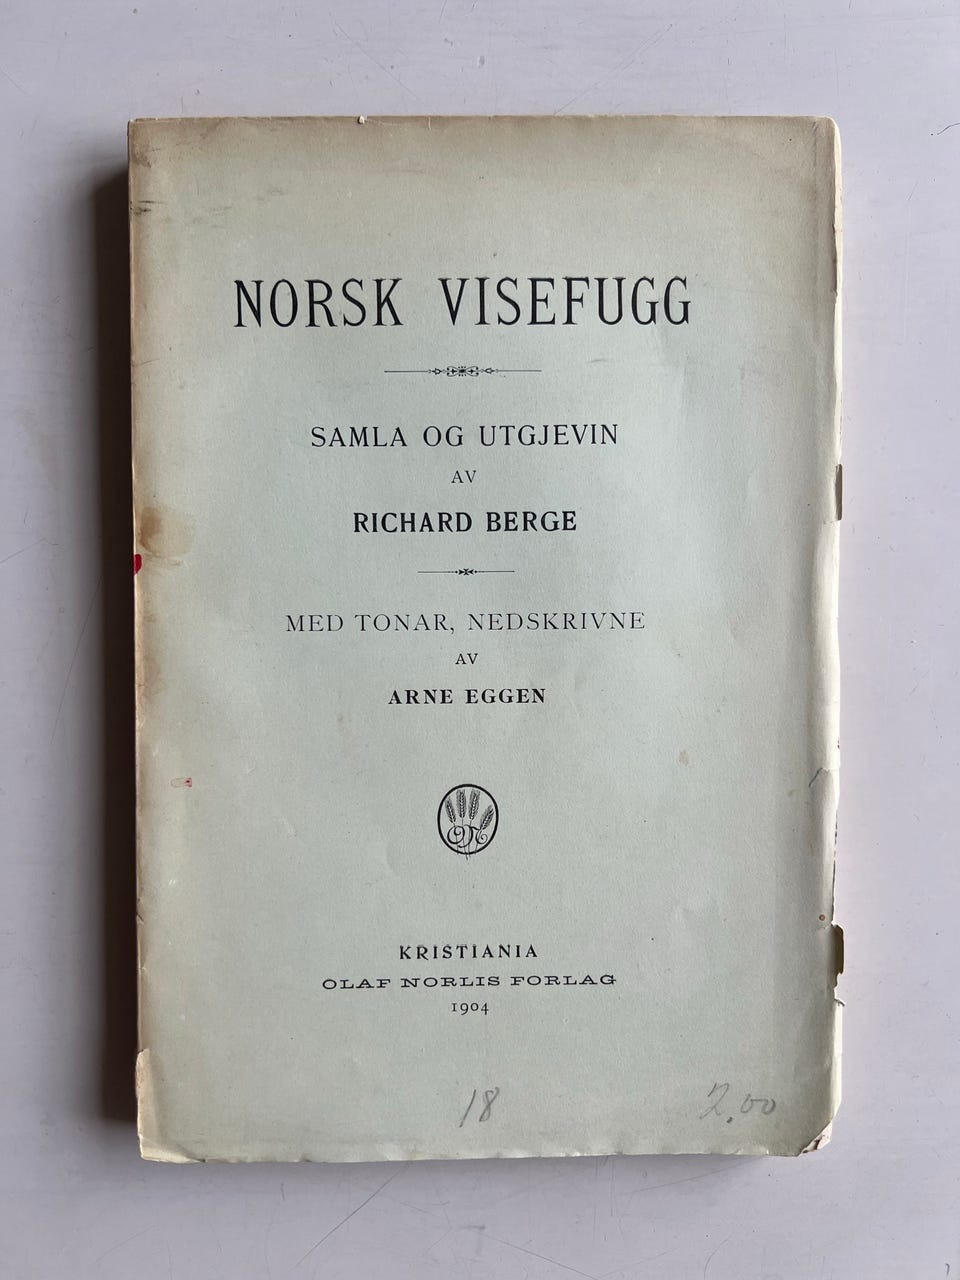 NORSK VISEFUGG
SAMLA OG UTGJEVIN
AV
RICHARD BERGE
MED TONAR, NEDSKRIVNE
AV
ARNE EGGEN
ON
KRISTIANIA
OLAF NORLIS FORLAG
1904
18 2,00